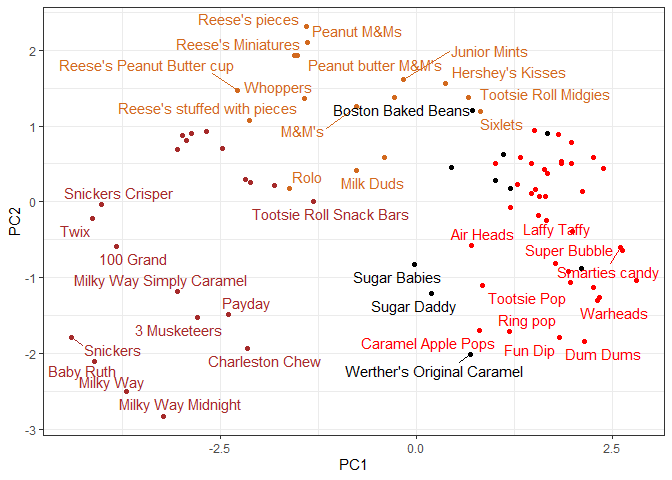 Reese's pieces
Peanut M&M's
Reese's Miniatures
Junior Mints
Reese's Peanut Butter cup
Peanut butter M&M's
Hershey's Kisses
Whoppers
Tootsie Roll Midgies
Reese's stuffed with pieces
Boston Baked Beans
M&M's
Sixlets
Rolo
Milk Duds
Snickers Crisper
Tootsie Roll Snack Bars
Twix
Laffy Taffy
Air Heads
100 Grand
Super Bubble
Milky Way Simply Caramel
Sugar Babies
Smarties candy
Payday
Sugar Daddy
Tootsie Pop
3 Musketeers
Ring pop
Warheads
Snickers
Charleston Chew
Caramel Apple Pops
Fun Dip
Dum Dums
Baby Ruth
Milky Way
Werther's Original Caramel
Milky Way Midnight
2
1
0
-1
-2
-3
PC2
-2.5
0.0
2.5
PC1